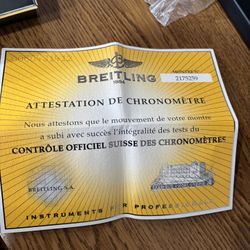 BREITLING
1884
2175259
ATTESTATION DE CHRONOMÈTRE
Nous attestons que le mouvement de votre montre
a subi avec succès l'intégralité des tests du
CONTRÔLE OFFICIEL SUISSE DES CHRONOMÈTRES
BREITLING S.A.
INSTRUMENTS FOR PROFESSIONALS